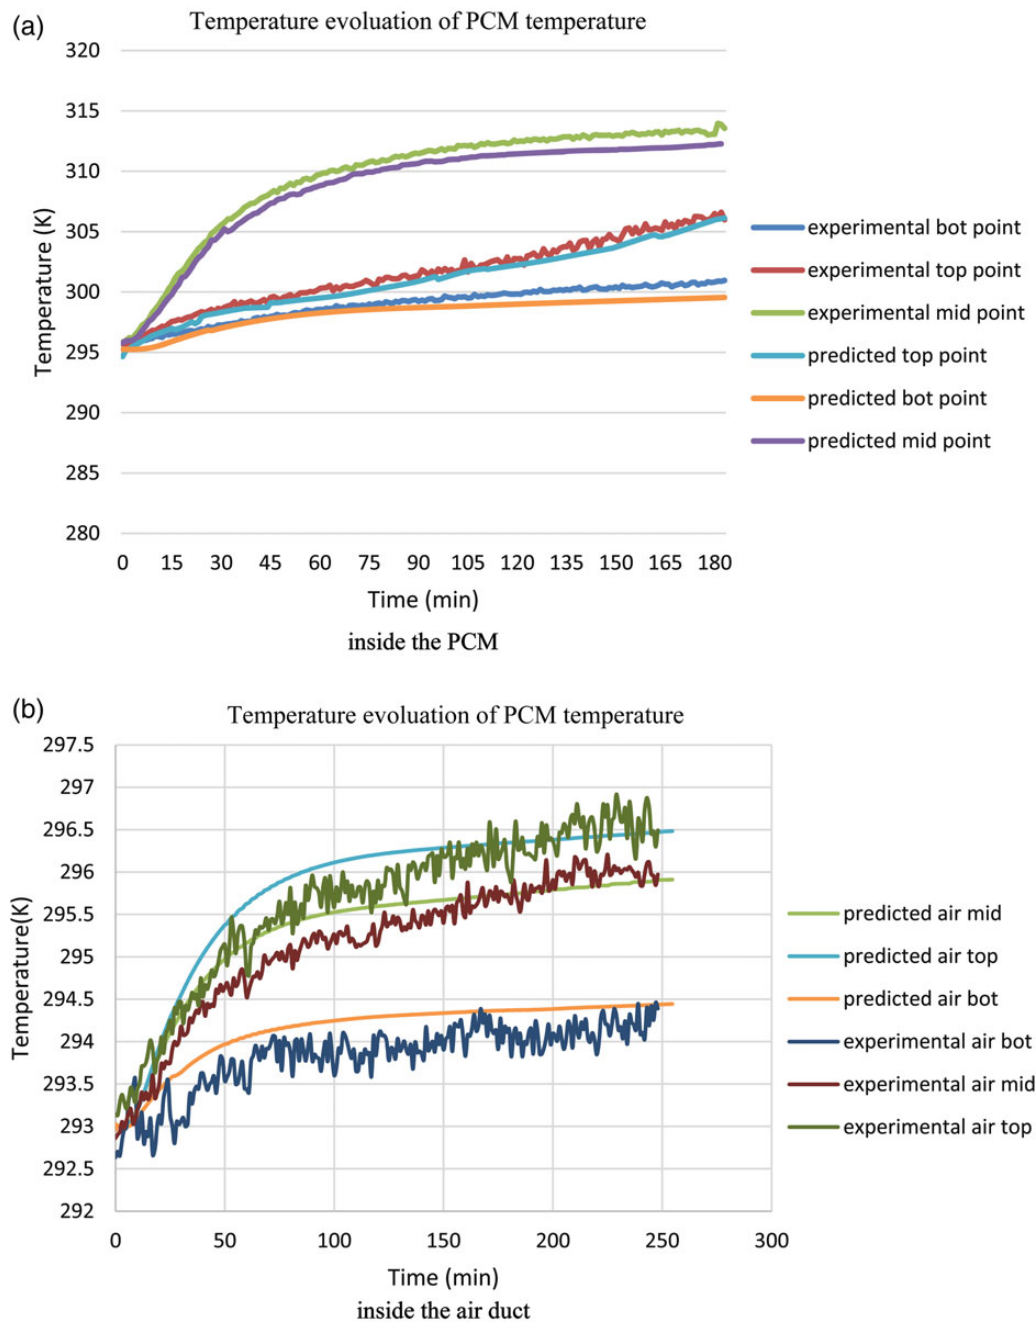 (a)
Temperature evoluation of PCM temperature
320
315
310
305
300
295
290
285
280
Temperature (K)
0 15 30 45 60 75 90 105 120 135 150 165 180
Time (min)
inside the PCM
experimental bot point
experimental top point
experimental mid point
predicted top point
predicted bot point
predicted mid point
(b)
Temperature evoluation of PCM temperature
297.5
297
296.5
296
295.5
295
294.5
294
293.5
293
292.5
292
Temperature(K)
0 50 100 150 200 250 300
Time (min)
inside the air duct
predicted air mid
predicted air top
predicted air bot
experimental air bot
experimental air mid
experimental air top